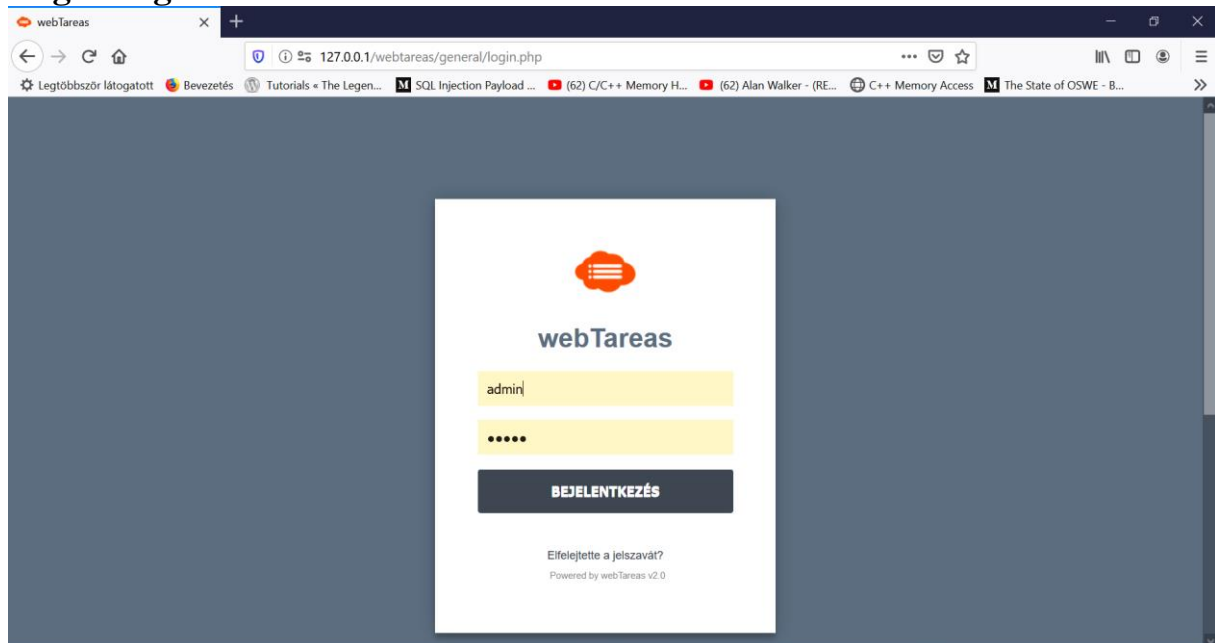 webTareas
127.0.0.1/webtareas/general/login.php
Legtöbbször látogatott Bevezetés Tutorials « The Legen... SQL Injection Payload ... (62) C/C++ Memory H... (62) Alan Walker - (RE... C++ Memory Access The State of OSWE - B...
webTareas
admin
BEJELENTKEZÉS
Elfelejtette a jelszavát?
Powered by webTareas v2.0